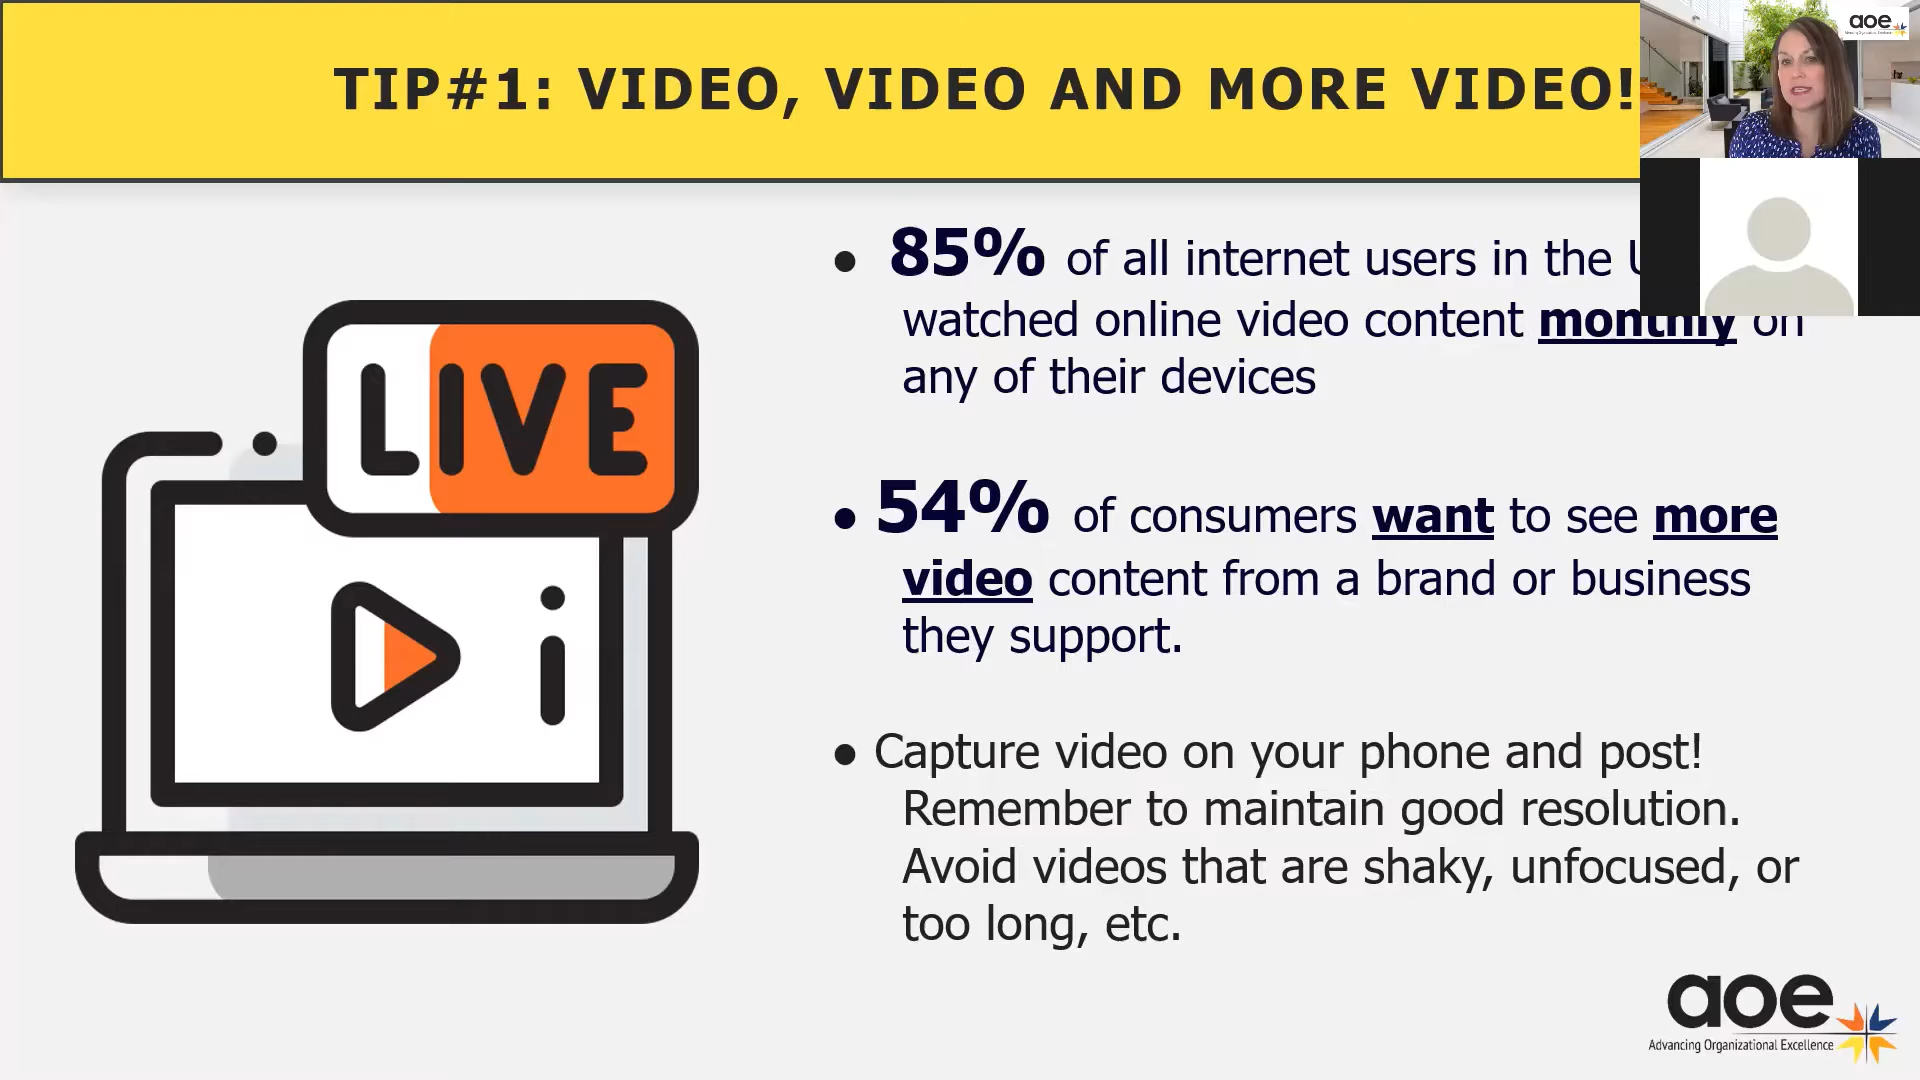 TIP#1: VIDEO, VIDEO AND MORE VIDEO!
aoe
LIVE
i
● 85% of all internet users in the
watched online video content monthly on
any of their devices
● 54% of consumers want to see more
video content from a brand or business
they support.
● Capture video on your phone and post!
Remember to maintain good resolution.
Avoid videos that are shaky, unfocused, or
too long, etc.
aoe
Advancing Organizational Excellence